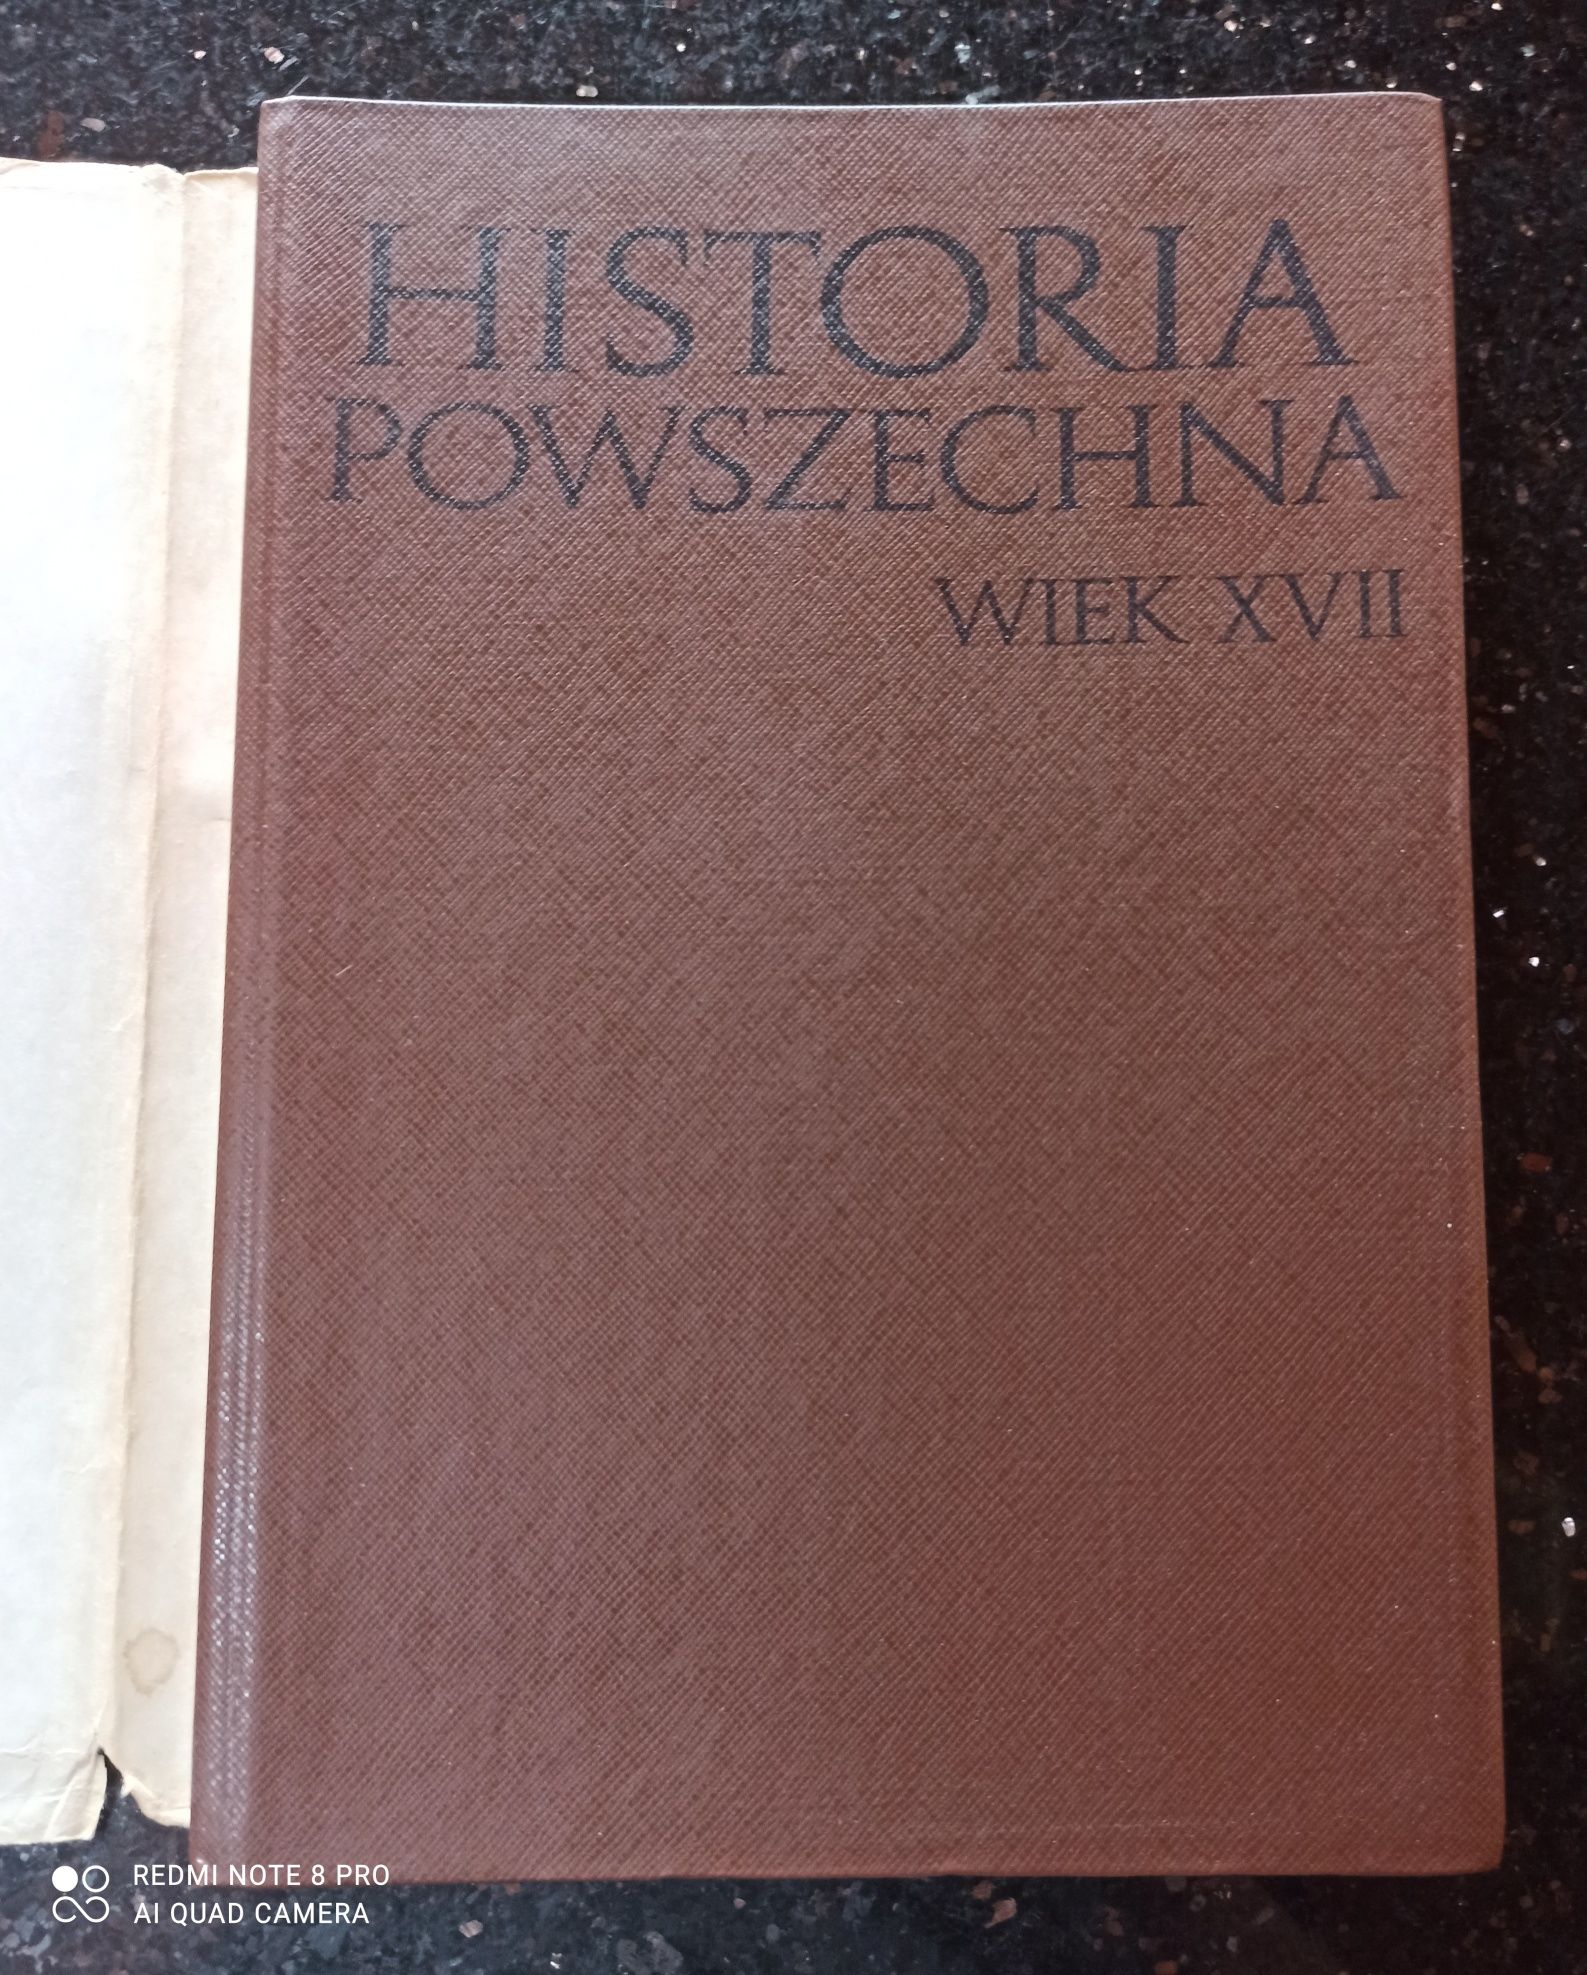 HISTORIA
POWSZECHNA
WIEK XVII
REDMI NOTE 8 PRO
AI QUAD CAMERA